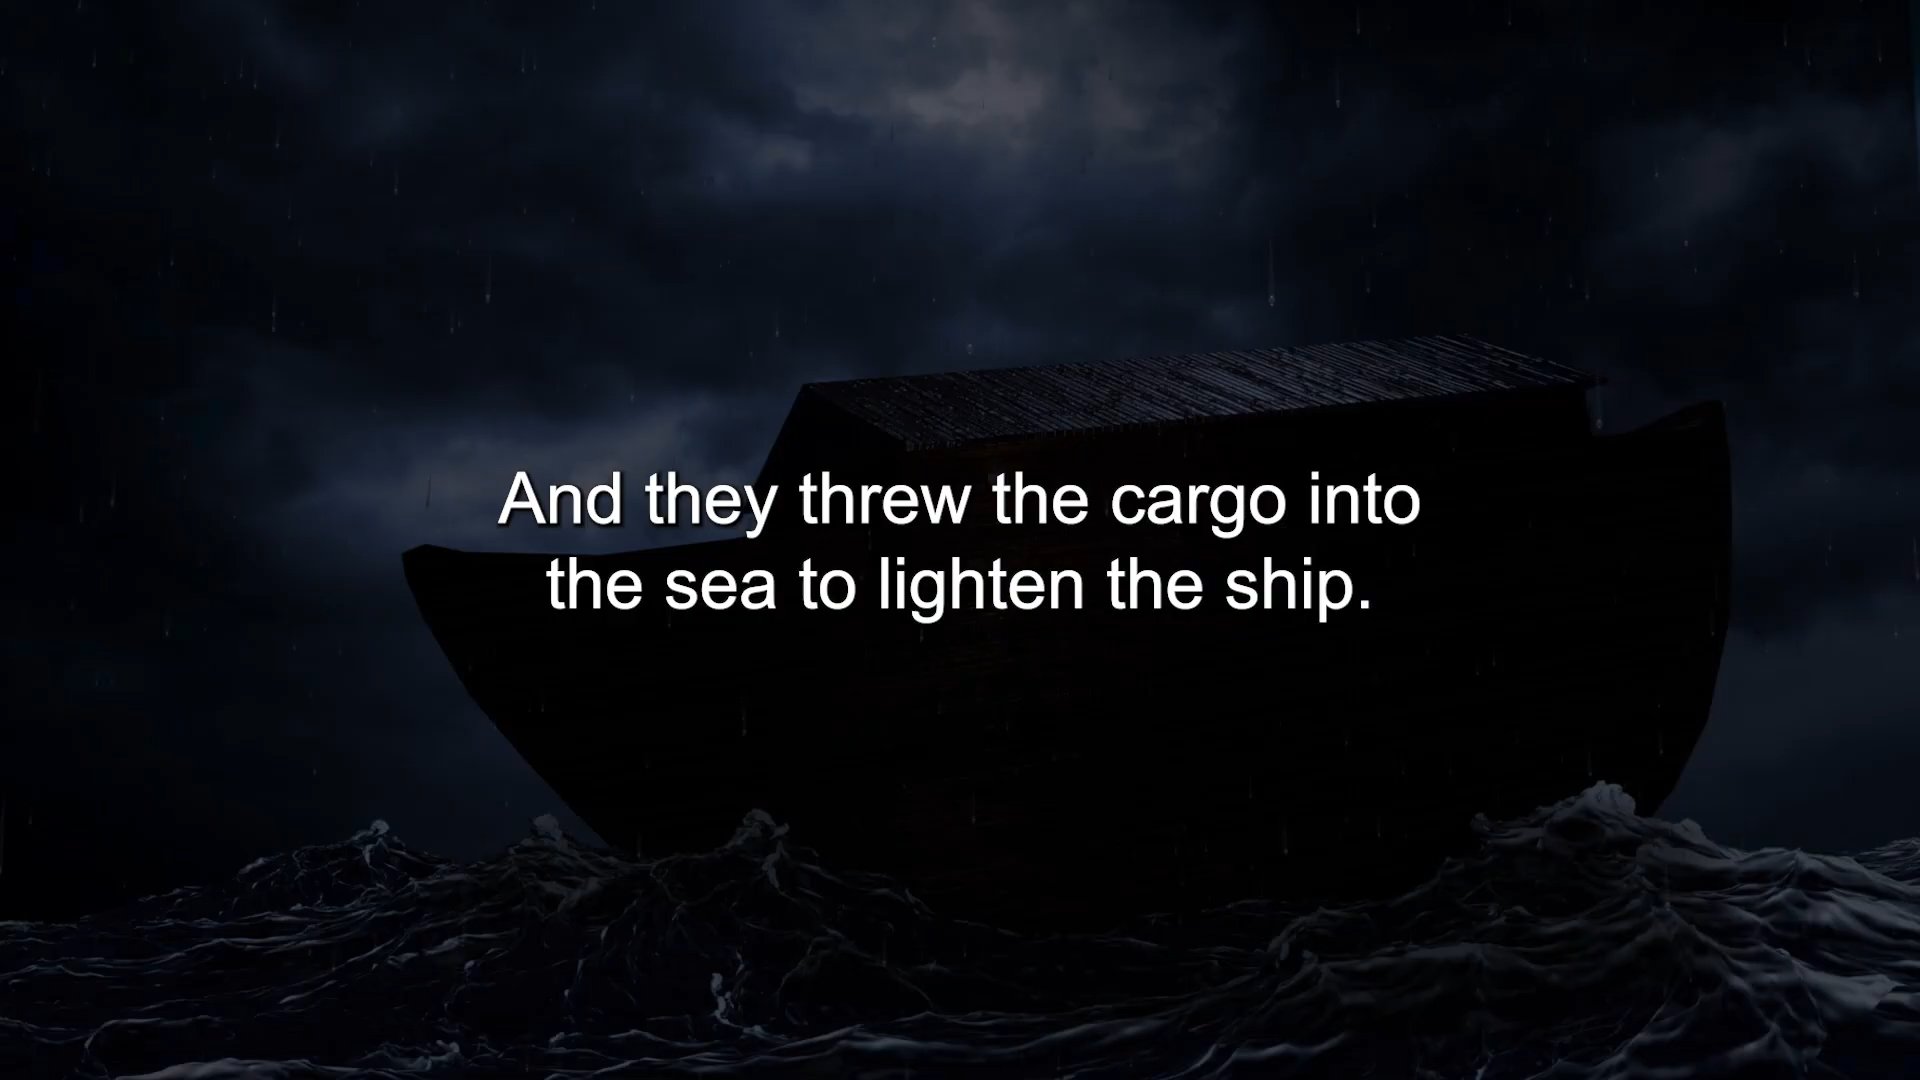 And they threw the cargo into
the sea to lighten the ship.